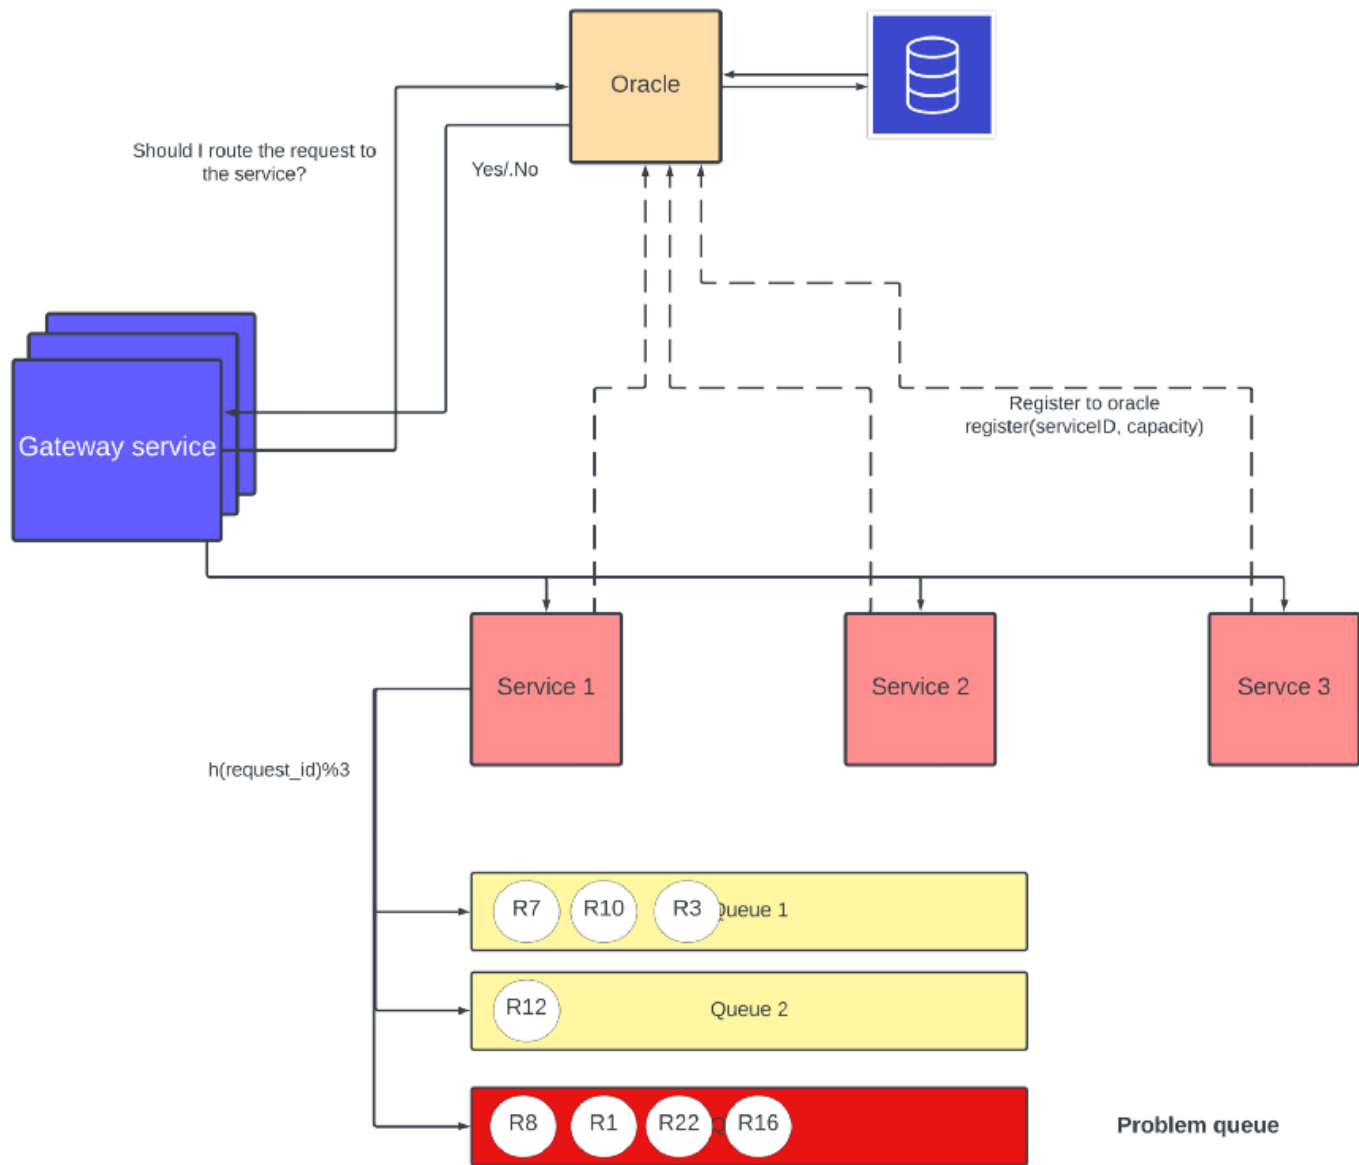 Oracle
Should I route the request to
the service?
Yes/.No
Gateway service
Register to oracle
register(serviceID, capacity)
Service 1
Service 2
Servce 3
h(request_id)%3
R7 R10 R3 Queue 1
R12 Queue 2
R8 R1 R22 R16
Problem queue